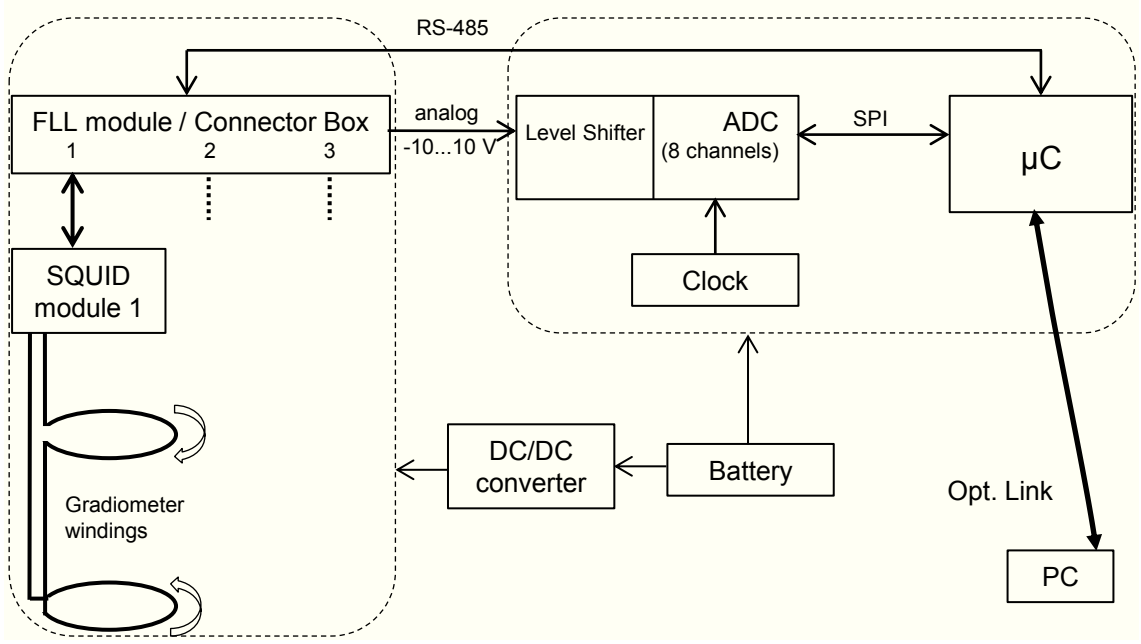 RS-485
FLL module / Connector Box
1 2 3
analog
-10...10 V
Level Shifter
ADC
(8 channels)
SPI
µC
SQUID
module 1
Clock
DC/DC
converter
Battery
Gradiometer
windings
Opt. Link
PC